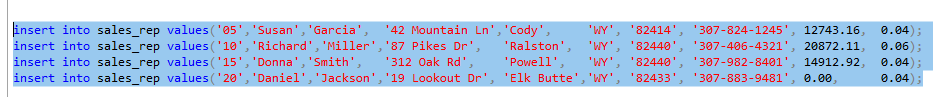 insert into sales_rep values('05','Susan','Garcia', '42 Mountain Ln','Cody', 'WY', '82414', '307-824-1245', 12743.16, 0.04);
insert into sales_rep values('10','Richard','Miller','87 Pikes Dr', 'Ralston', 'WY', '82440', '307-406-4321', 20872.11, 0.06);
insert into sales_rep values('15','Donna','Smith', '312 Oak Rd', 'Powell', 'WY', '82440', '307-982-8401', 14912.92, 0.04);
insert into sales_rep values('20','Daniel','Jackson','19 Lookout Dr', 'Elk Butte','WY', '82433', '307-883-9481', 0.00, 0.04);